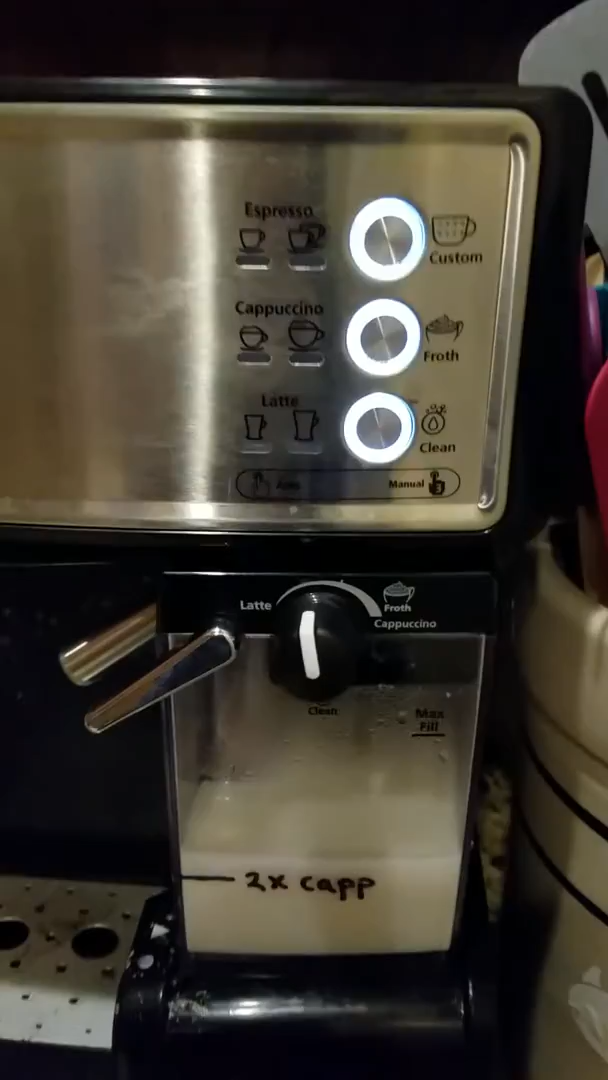 Espresso
Custom
Cappuccino
Froth
Latte
Clean
Auto Manual
Latte Froth
Cappuccino
Clean
Max
Fill
2x capp